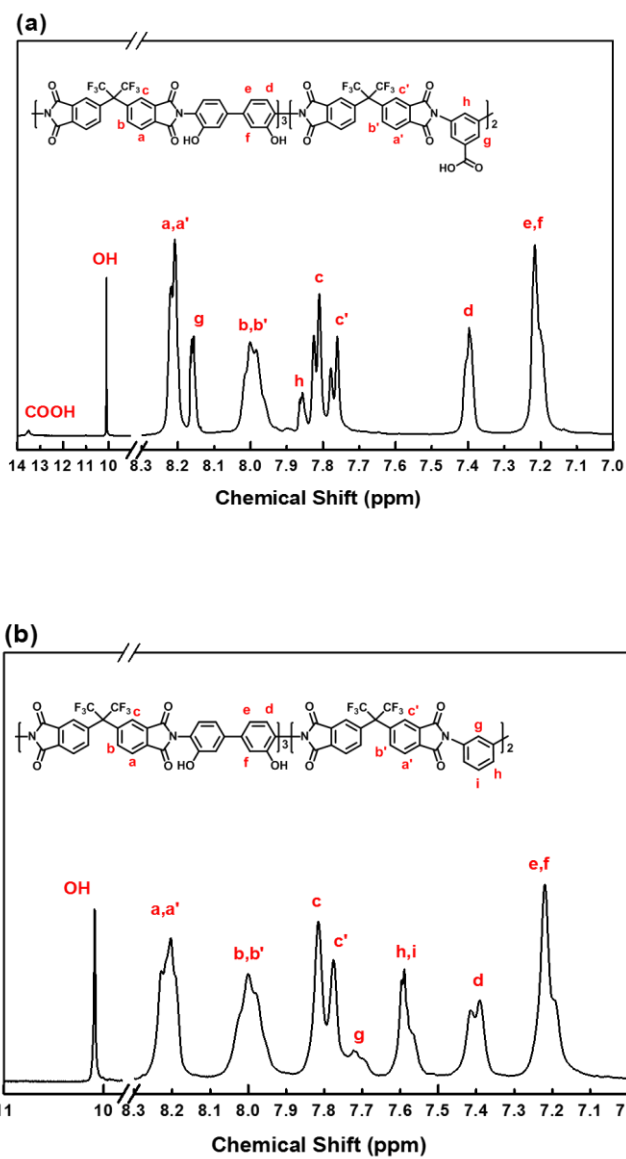 (a)
F₃C CF₃ F₃C CF₃
O O O O e d O O O O h
c c'
N N 3 N N 2
b b' g
a f a'
O O HO OH O O O O
HO O
a,a'
e,f
OH
c
g b,b' c' d
h
COOH
14 13 12 11 10 8.3 8.2 8.1 8.0 7.9 7.8 7.7 7.6 7.5 7.4 7.3 7.2 7.1 7.0
Chemical Shift (ppm)
(b)
F₃C CF₃ F₃C CF₃
O O O O e d O O O O
c c' g
N N 3 N N 2
b b' h
a f a' i
O O HO OH O O O O
e,f
OH
a,a' c
b,b' c' h,i
d
g
10 8.3 8.2 8.1 8.0 7.9 7.8 7.7 7.6 7.5 7.4 7.3 7.2 7.1
Chemical Shift (ppm)